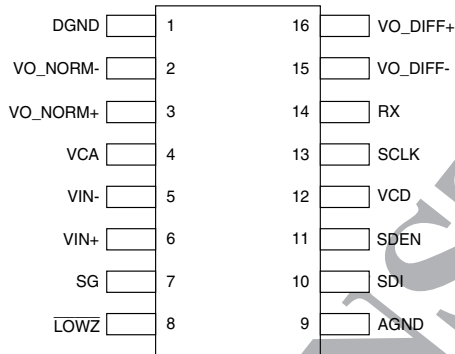 DGND 1 16 VO_DIFF+
VO_NORM- 2 15 VO_DIFF-
VO_NORM+ 3 14 RX
VCA 4 13 SCLK
VIN- 5 12 VCD
VIN+ 6 11 SDEN
SG 7 10 SDI
LOWZ 8 9 AGND